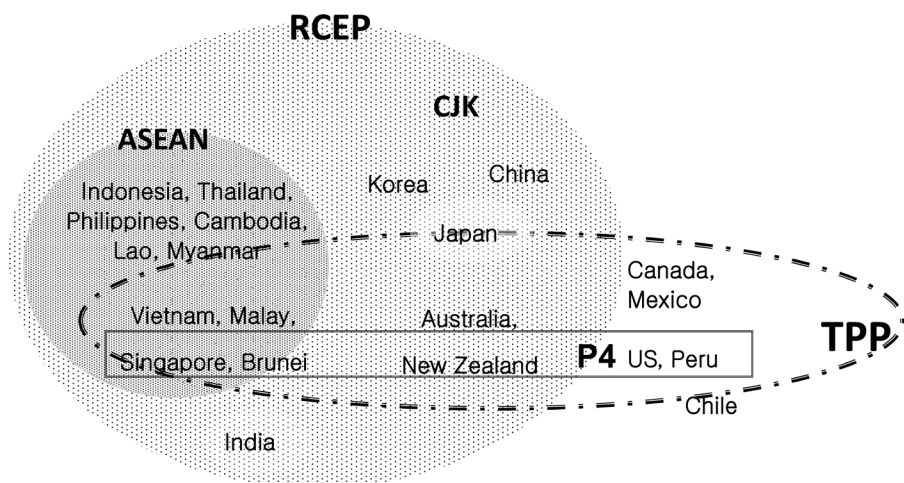 RCEP
CJK
ASEAN
Korea
China
Indonesia, Thailand,
Philippines, Cambodia,
Lao, Myanmar
Japan
Canada,
Mexico
Vietnam, Malay,
Australia,
TPP
Singapore, Brunei
New Zealand
P4
US, Peru
Chile
India